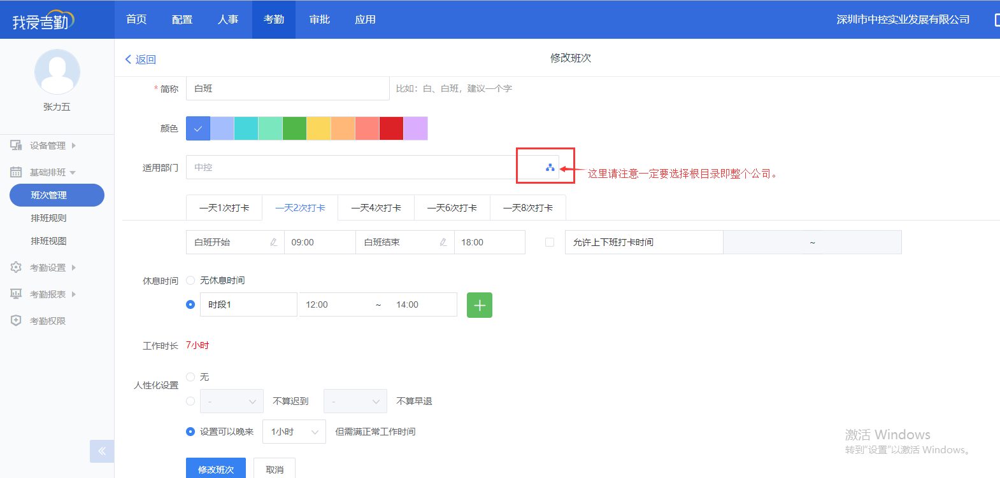 我爱考勤 首页 配置 人事 考勤 审批 应用 深圳市中控实业发展有限公司
张力五
设备管理
基础排班
班次管理
排班规则
排班视图
考勤设置
考勤报表
考勤权限
返回 修改班次
* 简称 白班 比如：白、白班，建议一个字
颜色
适用部门 中控
这里请注意一定要选择根目录即整个公司。
一天1次打卡 一天2次打卡 一天4次打卡 一天6次打卡 一天8次打卡
白班开始 09:00 白班结束 18:00 允许上下班打卡时间 ~
休息时间 无休息时间
时段1 12:00 ~ 14:00
工作时长 7小时
人性化设置 无
- 不算迟到 - 不算早退
设置可以晚来 1小时 但需满正常工作时间
修改班次 取消
激活 Windows
转到"设置"以激活 Windows。